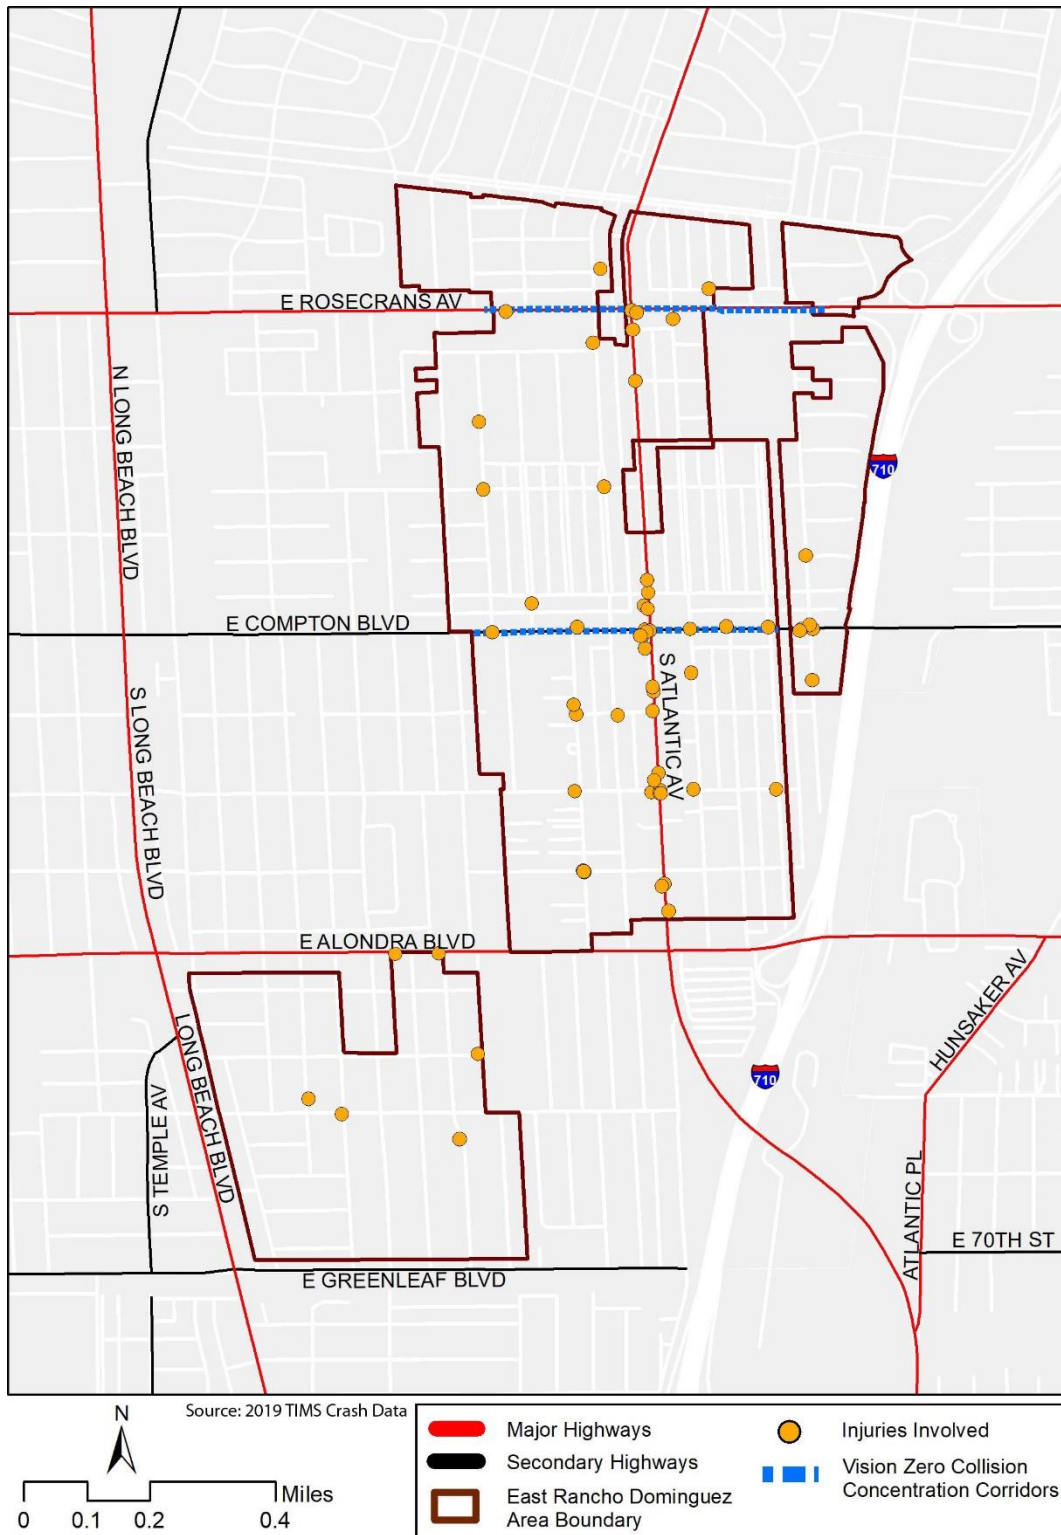 E ROSECRANS AV
N LONG BEACH BLVD
710
E COMPTON BLVD
S ATLANTIC AV
S LONG BEACH BLVD
E ALONDRA BLVD
HUNSAKER AV
LONG BEACH BLVD
710
S TEMPLE AV
ATLANTIC PL
E 70TH ST
E GREENLEAF BLVD
N
Source: 2019 TIMS Crash Data
Miles
0 0.1 0.2 0.4
Major Highways
Secondary Highways
East Rancho Dominguez
Area Boundary
Injuries Involved
Vision Zero Collision
Concentration Corridors